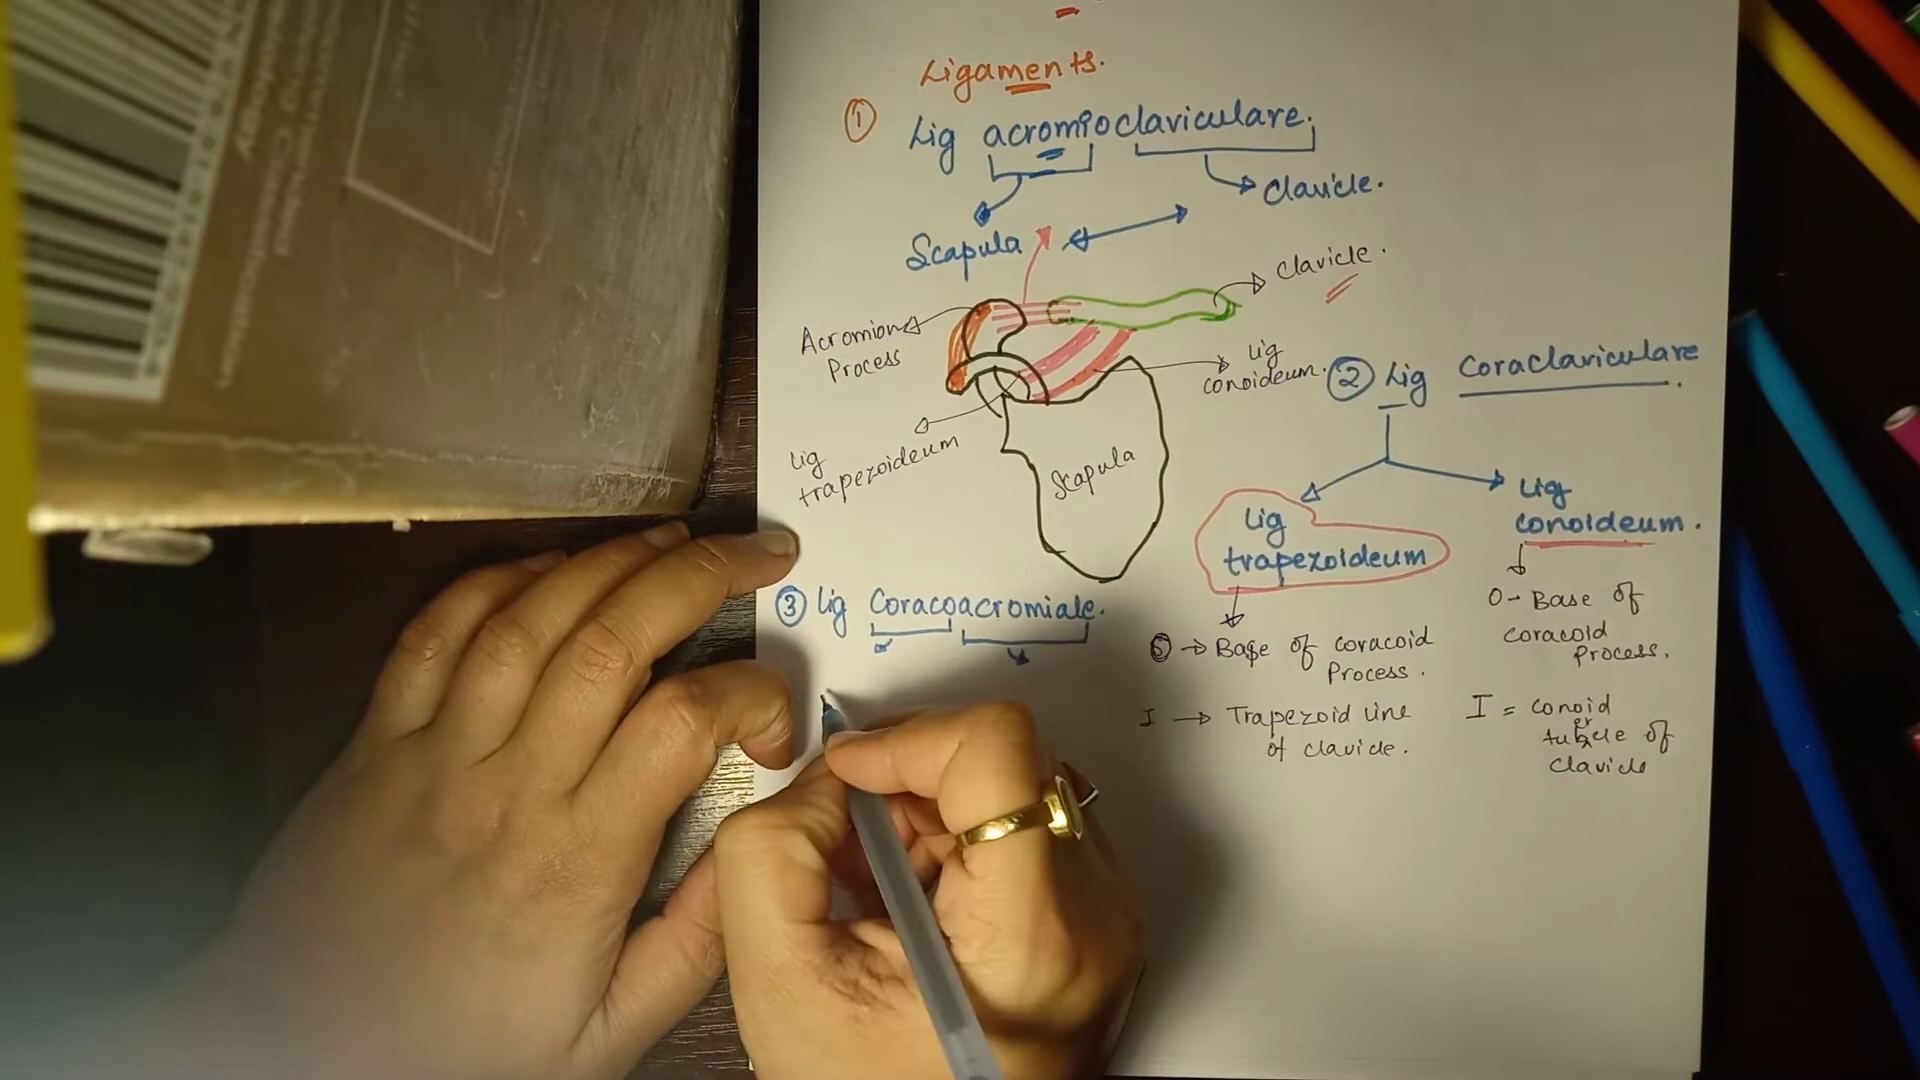 Ligaments.
① Lig acromioclaviculare.
Clavicle.
Scapula
Clavicle.
Acromion
Process
Lig
conoideum.
Lig
trapezoideum
Scapula
② Lig Coraclaviculare
Lig
trapezoideum
Lig
conoideum.
③ Lig Coracoacromiale.
→ Base of coracoid
Process.
I → Trapezoid line
of clavicle.
O - Base of
coracoid
Process.
I = conoid
tubercle of
clavicle